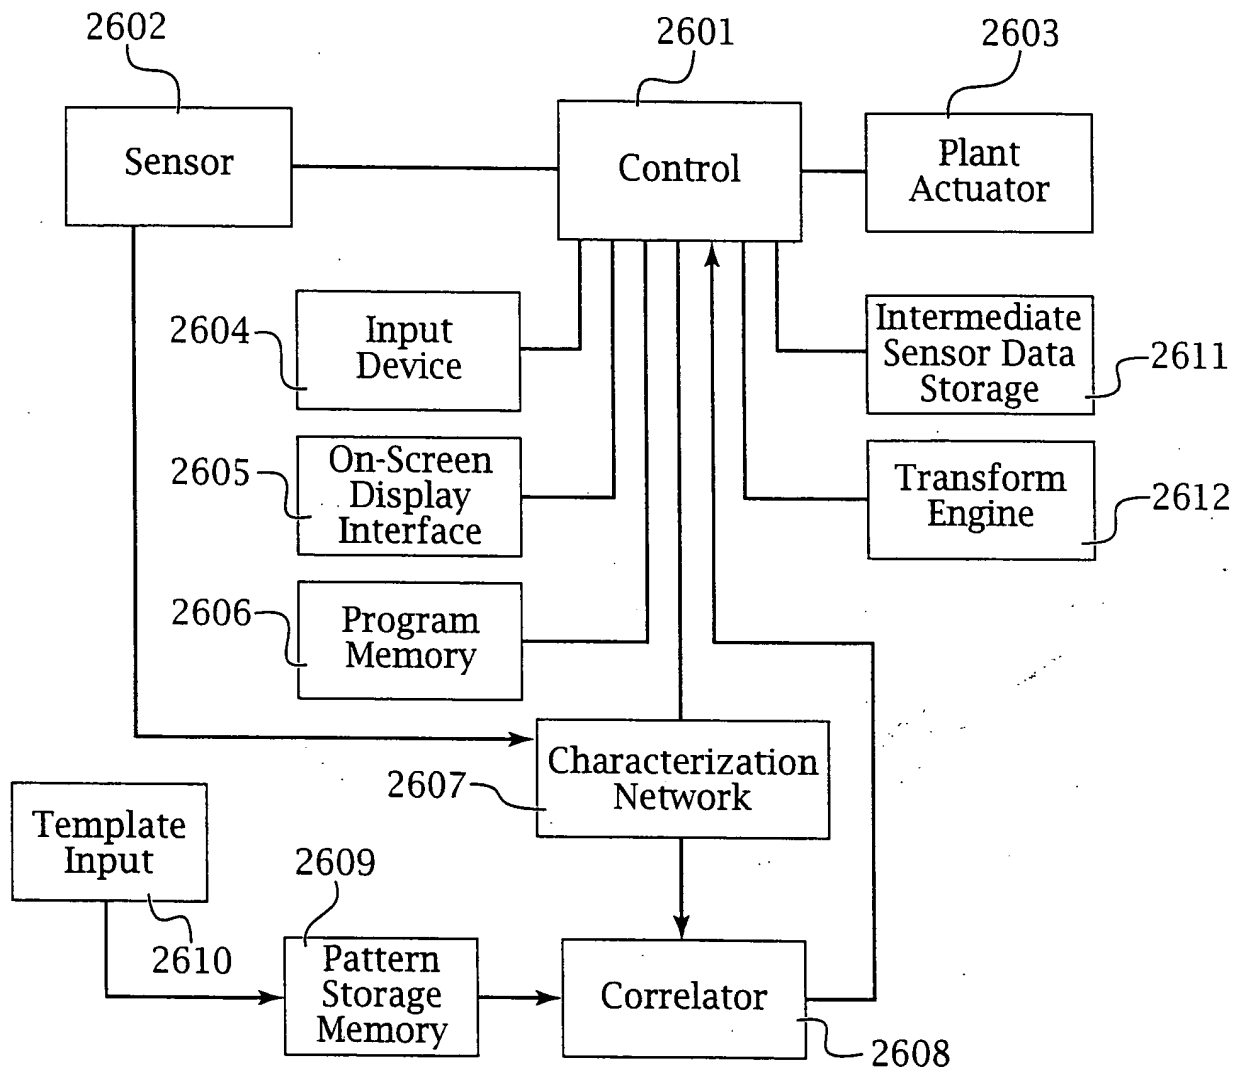 2602
2601
2603
Sensor
Control
Plant
Actuator
2604
Input
Device
Intermediate
Sensor Data
Storage
2611
2605
On-Screen
Display
Interface
Transform
Engine
2612
2606
Program
Memory
2607
Characterization
Network
Template
Input
2609
2610
Pattern
Storage
Memory
Correlator
2608